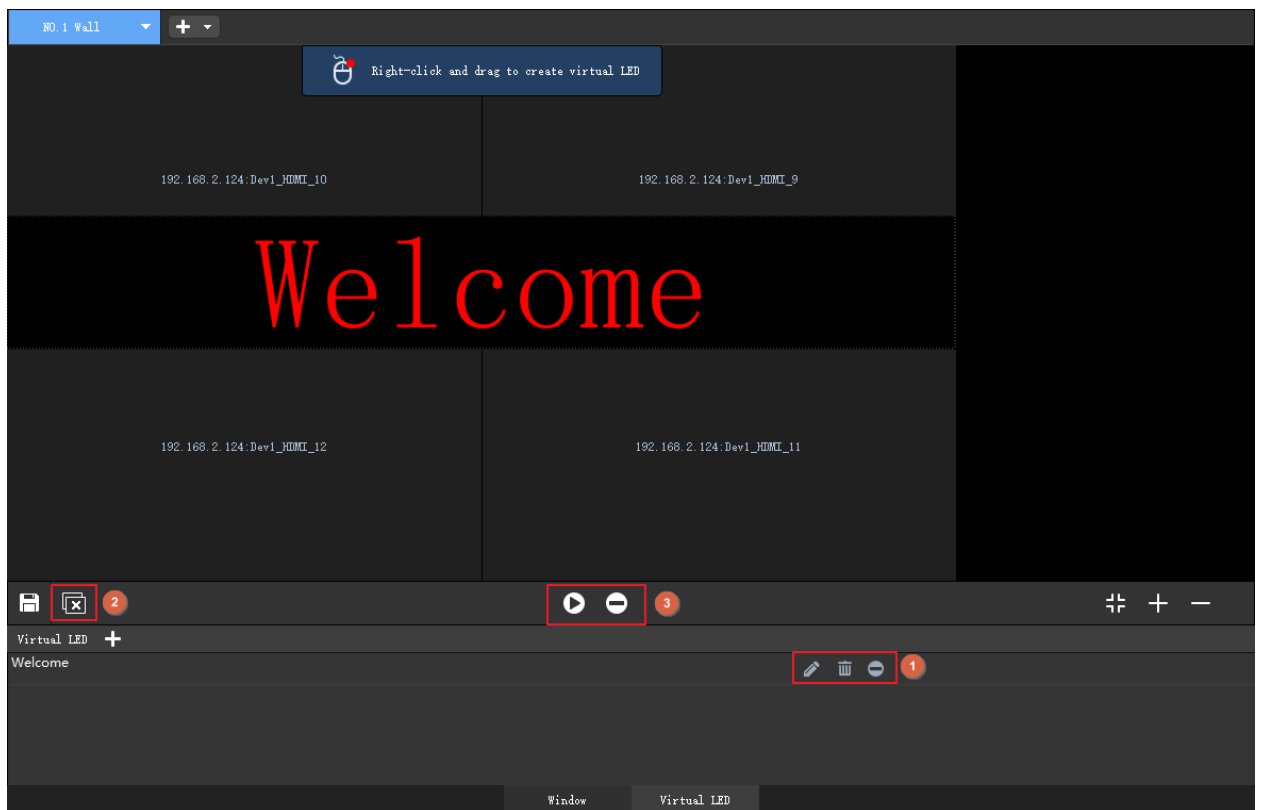 NO.1 Wall
Right-click and drag to create virtual LED
192.168.2.124:Dev1_HDMI_10
192.168.2.124:Dev1_HDMI_9
Welcome
192.168.2.124:Dev1_HDMI_12
192.168.2.124:Dev1_HDMI_11
2
3
Virtual LED
Welcome
1
Window
Virtual LED